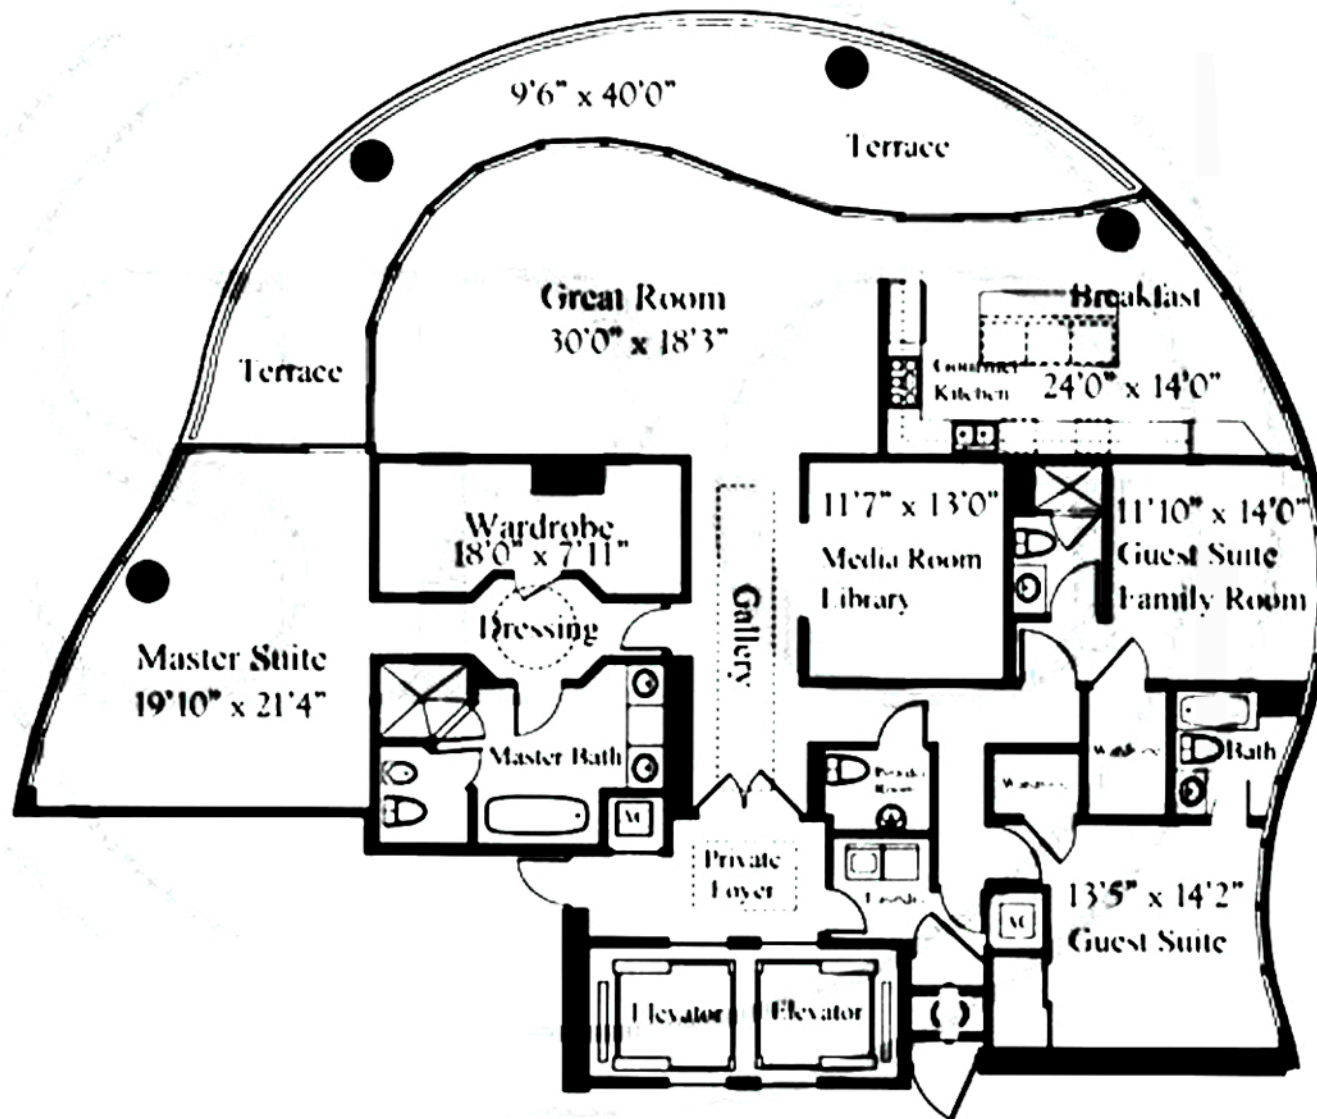 9'6" x 40'0"
Terrace
Great Room
30'0" x 18'3"
Breakfast
Terrace
Gourmet
Kitchen
24'0" x 14'0"
Wardrobe
18'0" x 7'11"
11'7" x 13'0"
Media Room
Library
11'10" x 14'0"
Guest Suite
Family Room
Gallery
Dressing
Master Suite
19'10" x 21'4"
Master Bath
Bath
Powder
Room
AC
Private
Foyer
13'5" x 14'2"
Guest Suite
AC
Elevator
Elevator